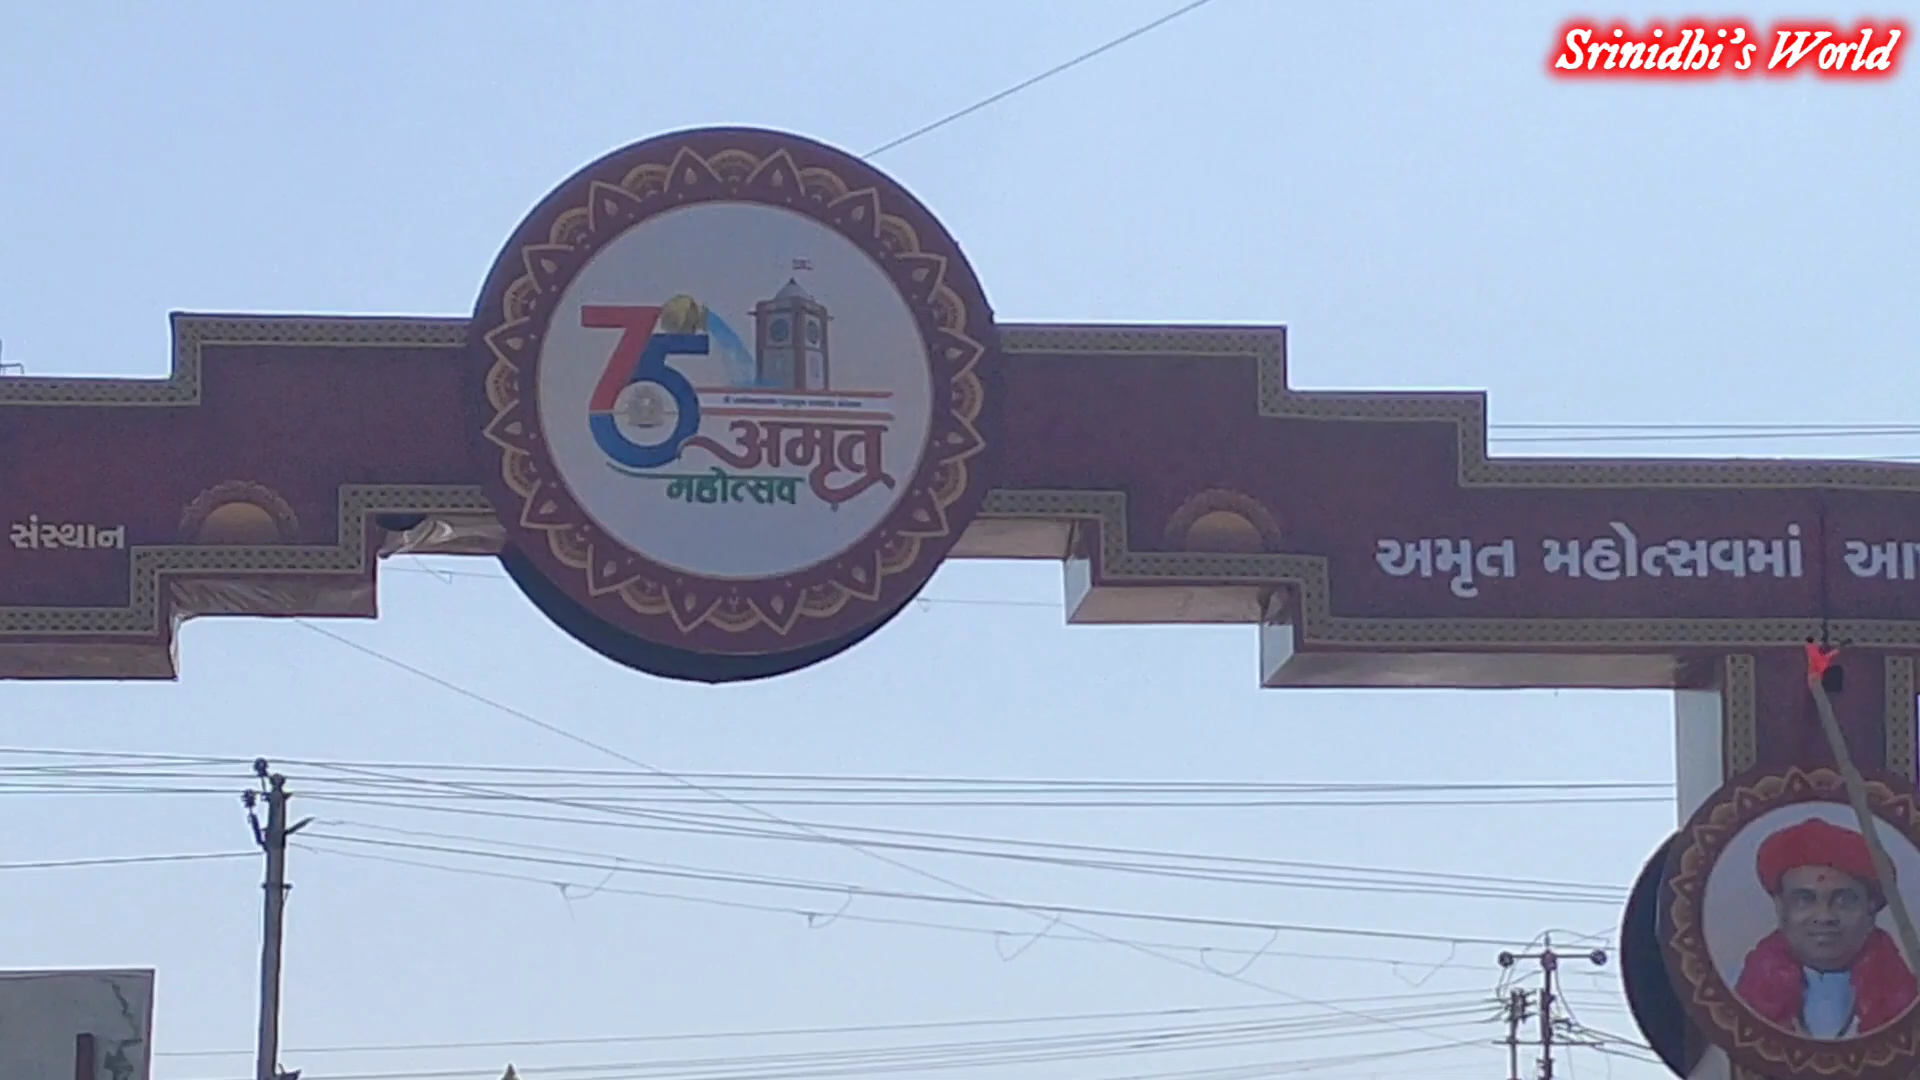 Srinidhi's World
75
अमृत
महोत्सव
સંસ્થાન
અમૃત મહોત્સવમાં